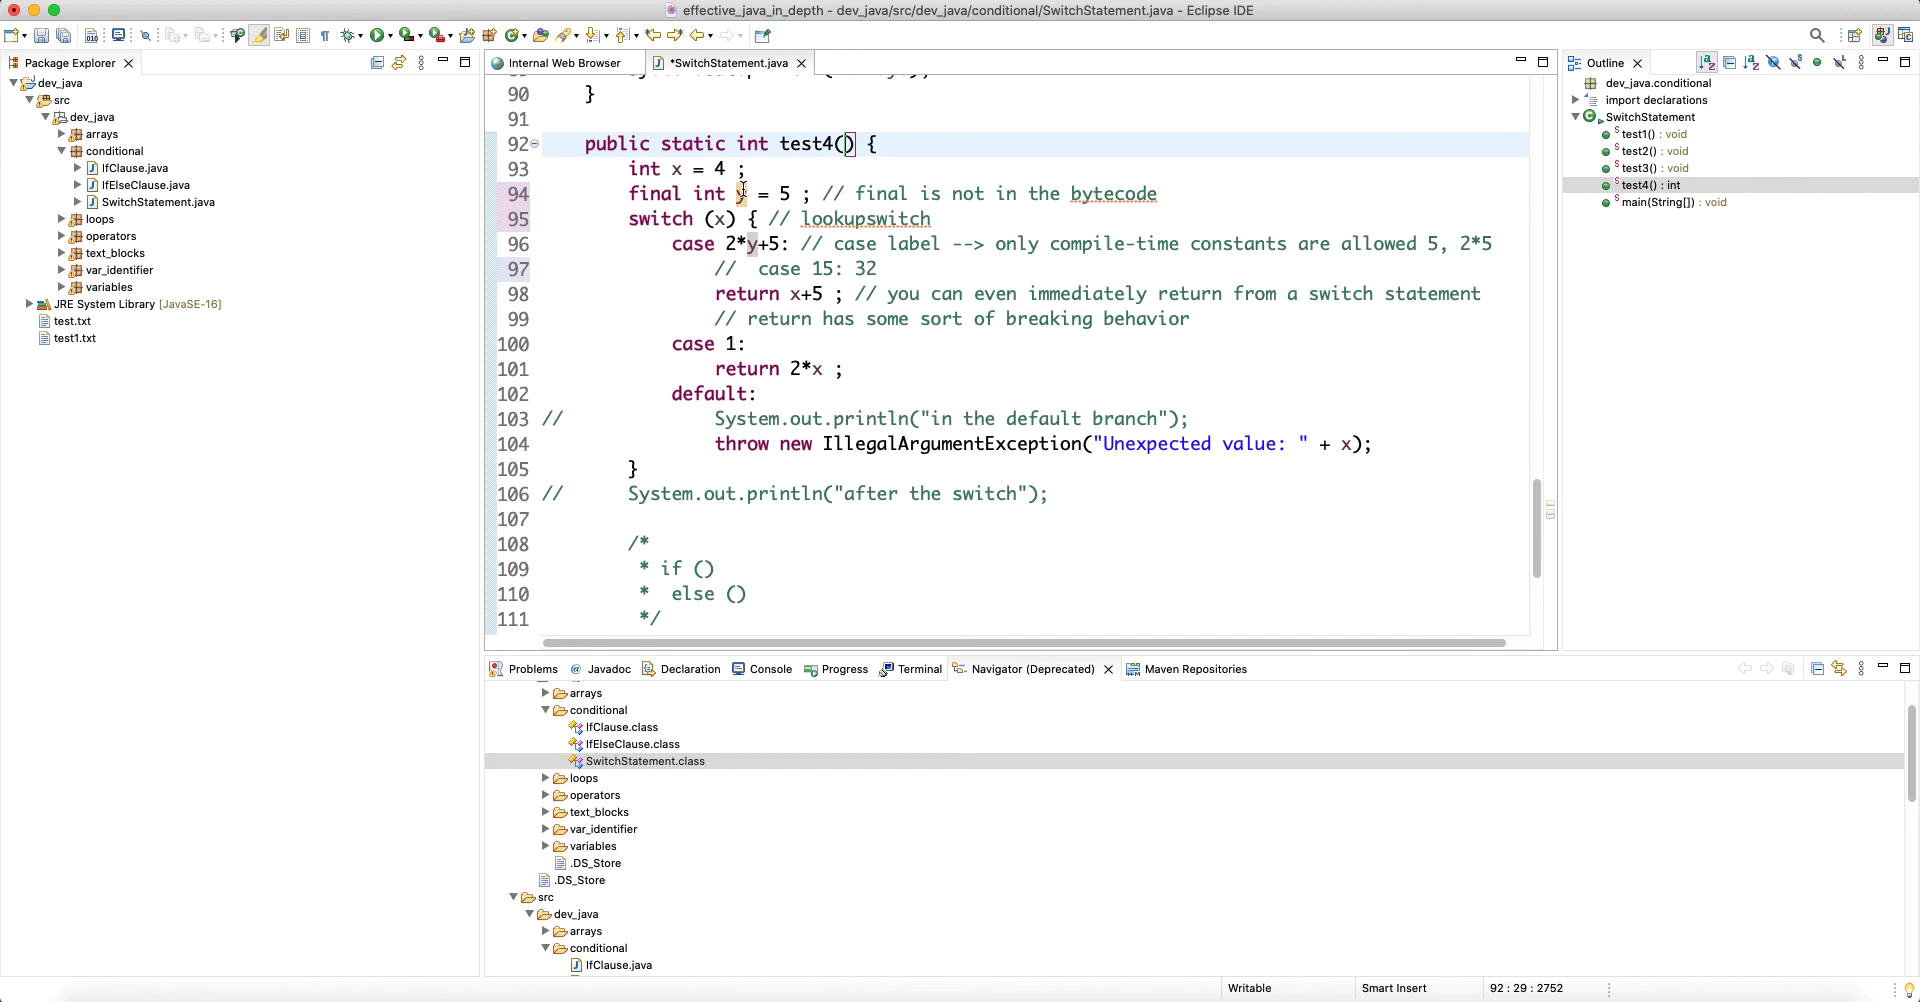 effective_java_in_depth - dev_java/src/dev_java/conditional/SwitchStatement.java - Eclipse IDE
Package Explorer
dev_java
src
dev_java
arrays
conditional
IfClause.java
IfElseClause.java
SwitchStatement.java
loops
operators
text_blocks
var_identifier
variables
JRE System Library [JavaSE-16]
test.txt
test1.txt
Internal Web Browser
*SwitchStatement.java
90 }
91
92 public static int test4() {
93 int x = 4 ;
94 final int y = 5 ; // final is not in the bytecode
95 switch (x) { // lookupswitch
96 case 2*y+5: // case label --> only compile-time constants are allowed 5, 2*5
97 // case 15: 32
98 return x+5 ; // you can even immediately return from a switch statement
99 // return has some sort of breaking behavior
100 case 1:
101 return 2*x ;
102 default:
103 // System.out.println("in the default branch");
104 throw new IllegalArgumentException("Unexpected value: " + x);
105 }
106 // System.out.println("after the switch");
107
108 /*
109 * if ()
110 * else ()
111 */
Outline
dev_java.conditional
import declarations
SwitchStatement
test1() : void
test2() : void
test3() : void
test4() : int
main(String[]) : void
Problems
Javadoc
Declaration
Console
Progress
Terminal
Navigator (Deprecated)
Maven Repositories
arrays
conditional
IfClause.class
IfElseClause.class
SwitchStatement.class
loops
operators
text_blocks
var_identifier
variables
.DS_Store
.DS_Store
src
dev_java
arrays
conditional
IfClause.java
Writable
Smart Insert
92 : 29 : 2752